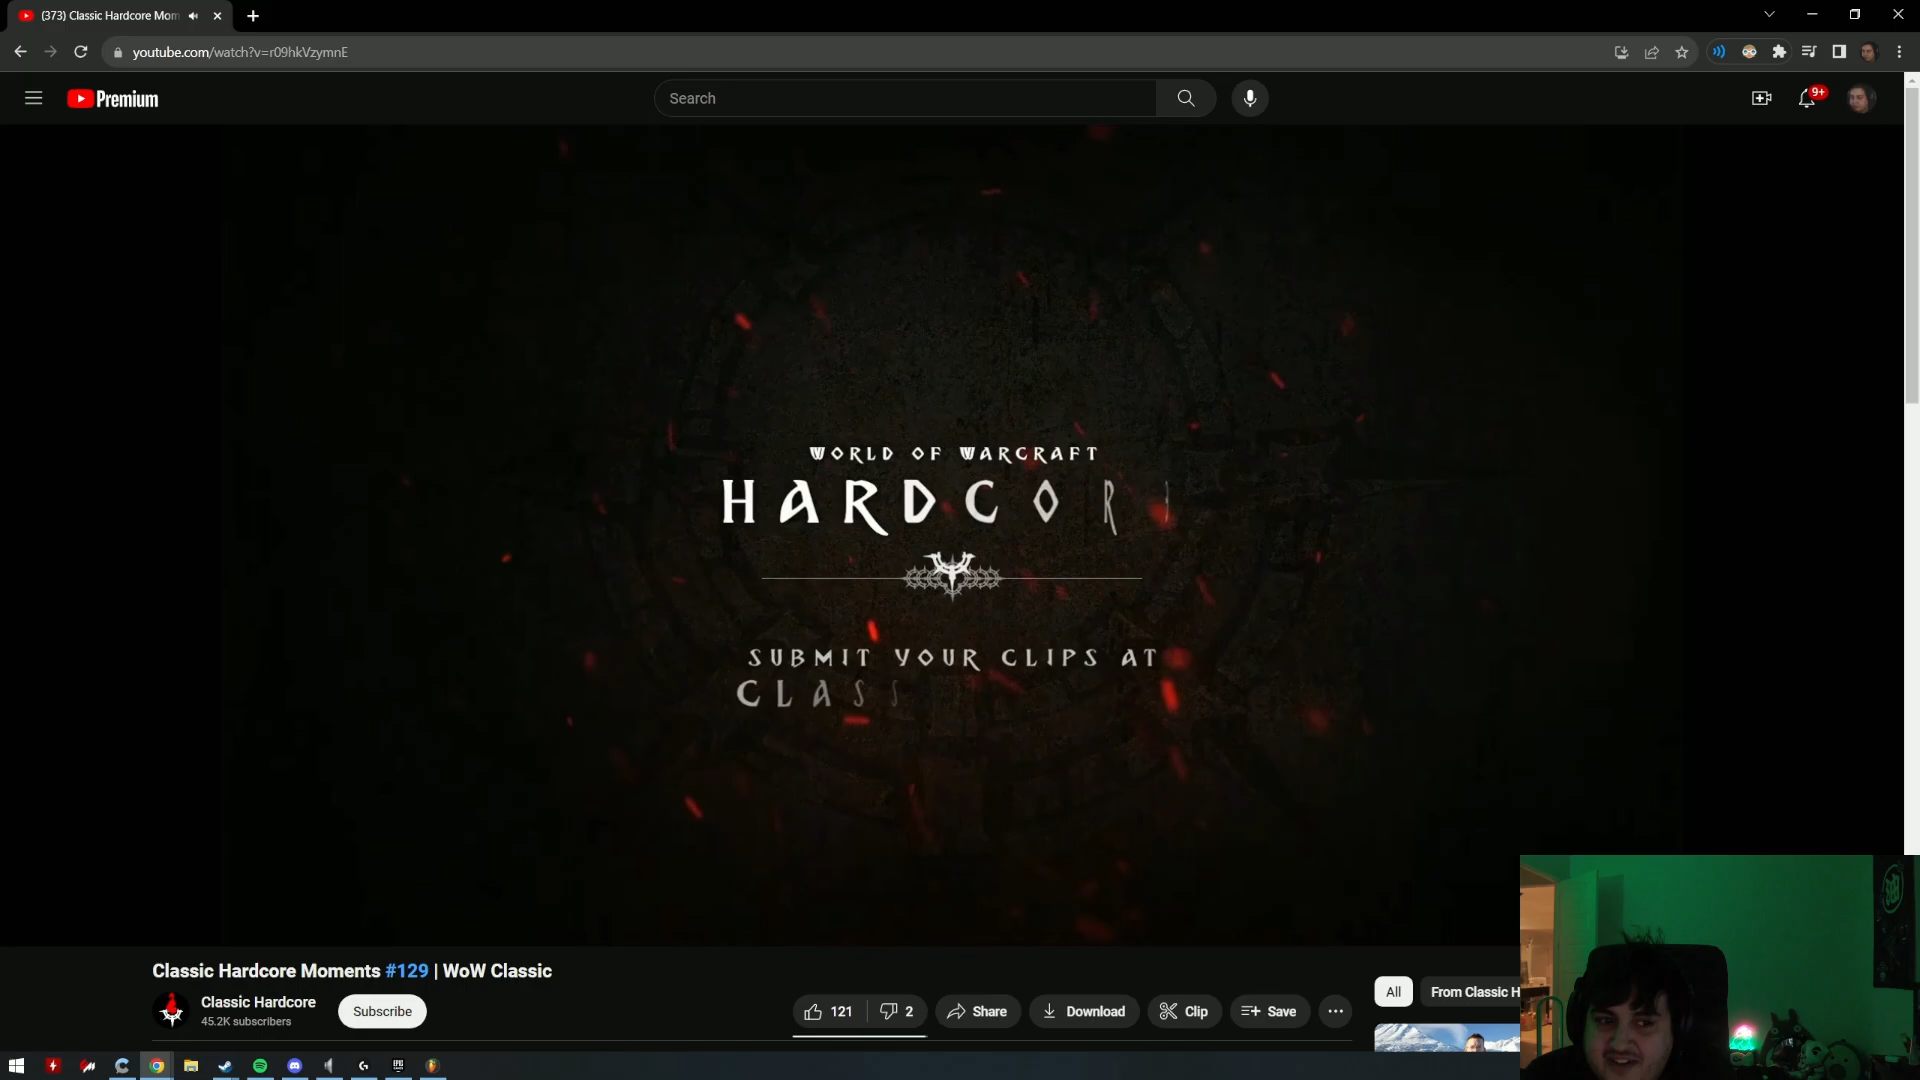 (373) Classic Hardcore Mom
youtube.com/watch?v=r09hkVzymnE
Premium
Search
9+
WORLD OF WARCRAFT
HARDCOR
SUBMIT YOUR CLIPS AT
CLASS
Classic Hardcore Moments #129 | WoW Classic
Classic Hardcore
45.2K subscribers
Subscribe
121
2
Share
Download
Clip
Save
All
From Classic H